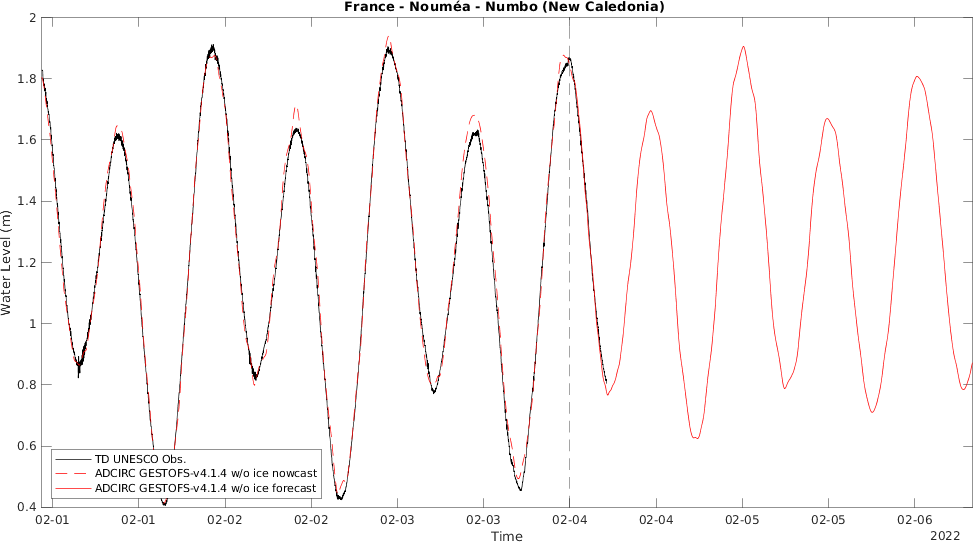 France - Nouméa - Numbo (New Caledonia)
2
1.8
1.6
1.4
1.2
1
0.8
0.6
0.4
Water Level (m)
TD UNESCO Obs.
ADCIRC GESTOFS-v4.1.4 w/o ice nowcast
ADCIRC GESTOFS-v4.1.4 w/o ice forecast
02-01 02-01 02-02 02-02 02-03 02-03 02-04 02-04 02-05 02-05 02-06
Time
2022